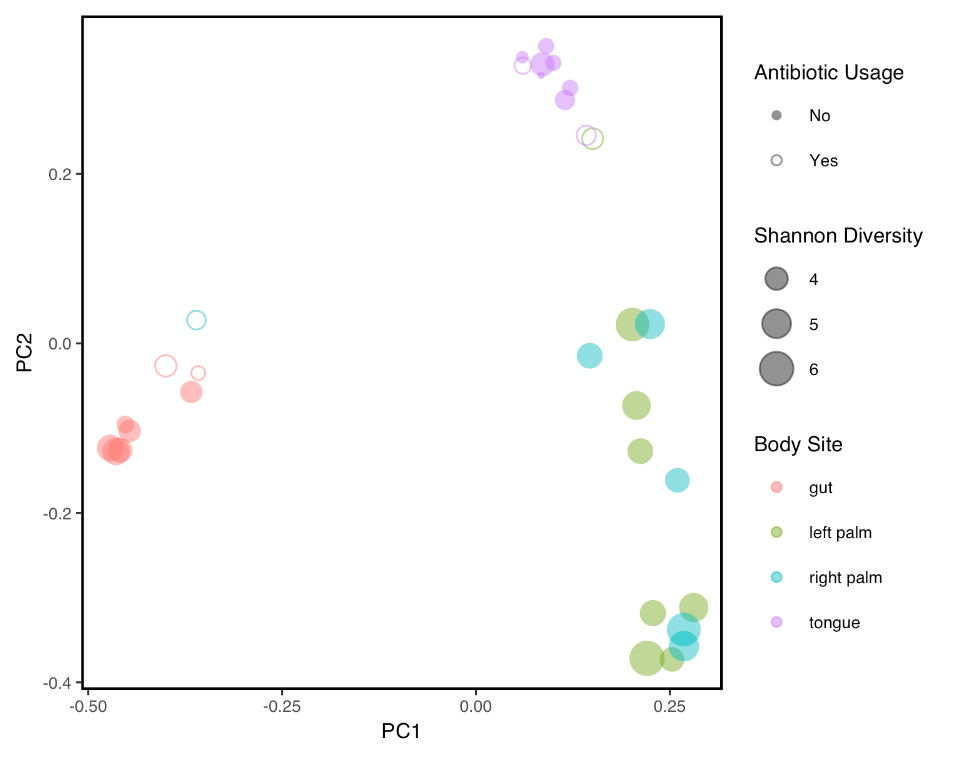 0.2
0.0
-0.2
-0.4
PC2
-0.50
-0.25
0.00
0.25
PC1
Antibiotic Usage
No
Yes
Shannon Diversity
4
5
6
Body Site
gut
left palm
right palm
tongue